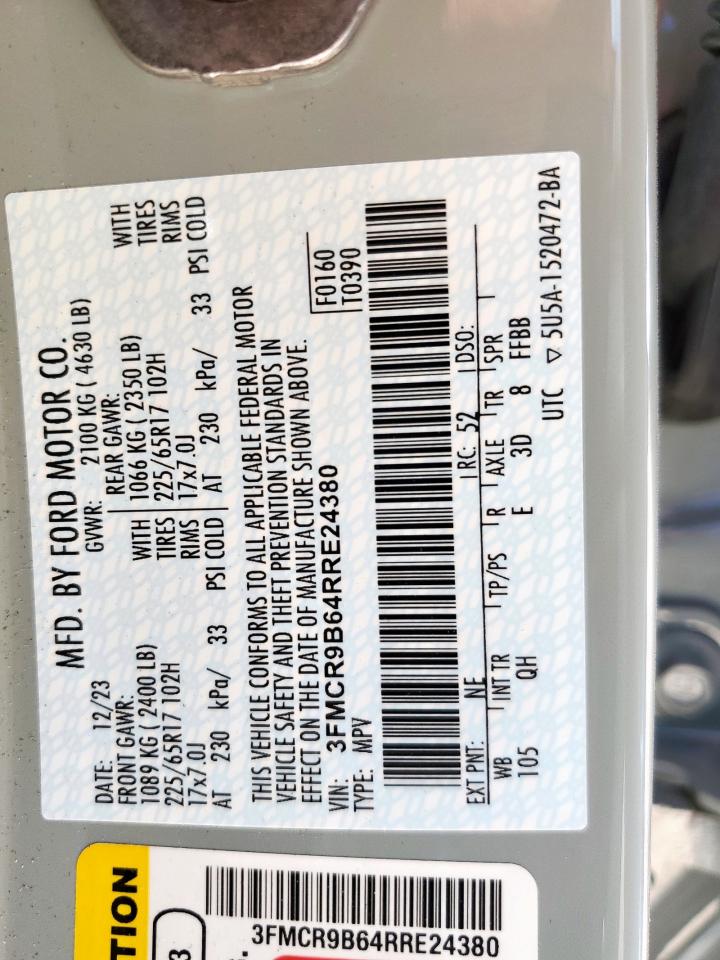 MFD. BY FORD MOTOR CO.
DATE: 12/23 GVWR: 2100 KG ( 4630 LB)
FRONT GAWR: REAR GAWR:
1089 KG ( 2400 LB) WITH 1066 KG ( 2350 LB) WITH
225/65R17 102H TIRES 225/65R17 102H TIRES
17x7.0J RIMS 17x7.0J RIMS
AT 230 kPa/ 33 PSI COLD AT 230 kPa/ 33 PSI COLD
THIS VEHICLE CONFORMS TO ALL APPLICABLE FEDERAL MOTOR
VEHICLE SAFETY AND THEFT PREVENTION STANDARDS IN
EFFECT ON THE DATE OF MANUFACTURE SHOWN ABOVE.
VIN: 3FMCR9B64RRE24380 F0160
TYPE: MPV T0390
EXT PNT: NE RC: 52 DSO:
WB INT TR TP/PS R AXLE TR SPR
105 QH E 3D 8 FFBB
UTC ▽ 5U5A-1520472-BA
TION
3
3FMCR9B64RRE24380